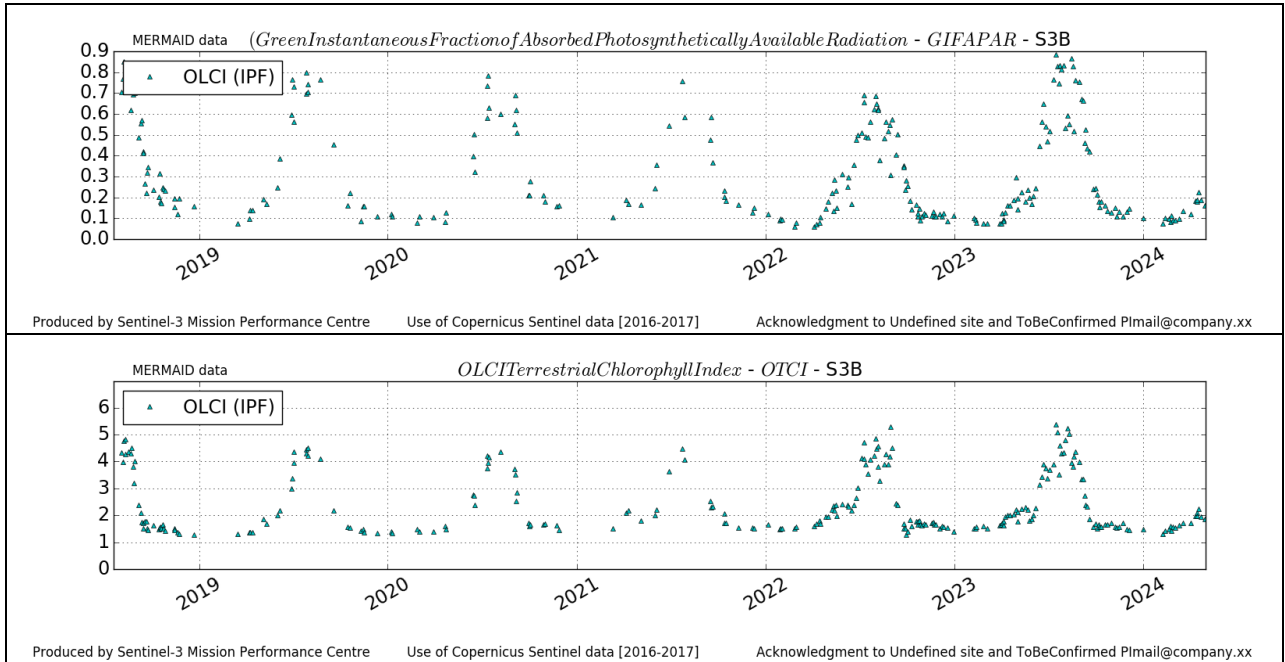 MERMAID data (GreenInstantaneousFractionofAbsorbedPhotosyntheticallyAvailableRadiation - GIFAPAR - S3B
0.9
0.8
0.7
0.6
0.5
0.4
0.3
0.2
0.1
0.0
OLCI (IPF)
2019 2020 2021 2022 2023 2024
Produced by Sentinel-3 Mission Performance Centre Use of Copernicus Sentinel data [2016-2017] Acknowledgment to Undefined site and ToBeConfirmed PImail@company.xx
MERMAID data OLCITerrestrialChlorophyllIndex - OTCI - S3B
6
5
4
3
2
1
0
OLCI (IPF)
2019 2020 2021 2022 2023 2024
Produced by Sentinel-3 Mission Performance Centre Use of Copernicus Sentinel data [2016-2017] Acknowledgment to Undefined site and ToBeConfirmed PImail@company.xx